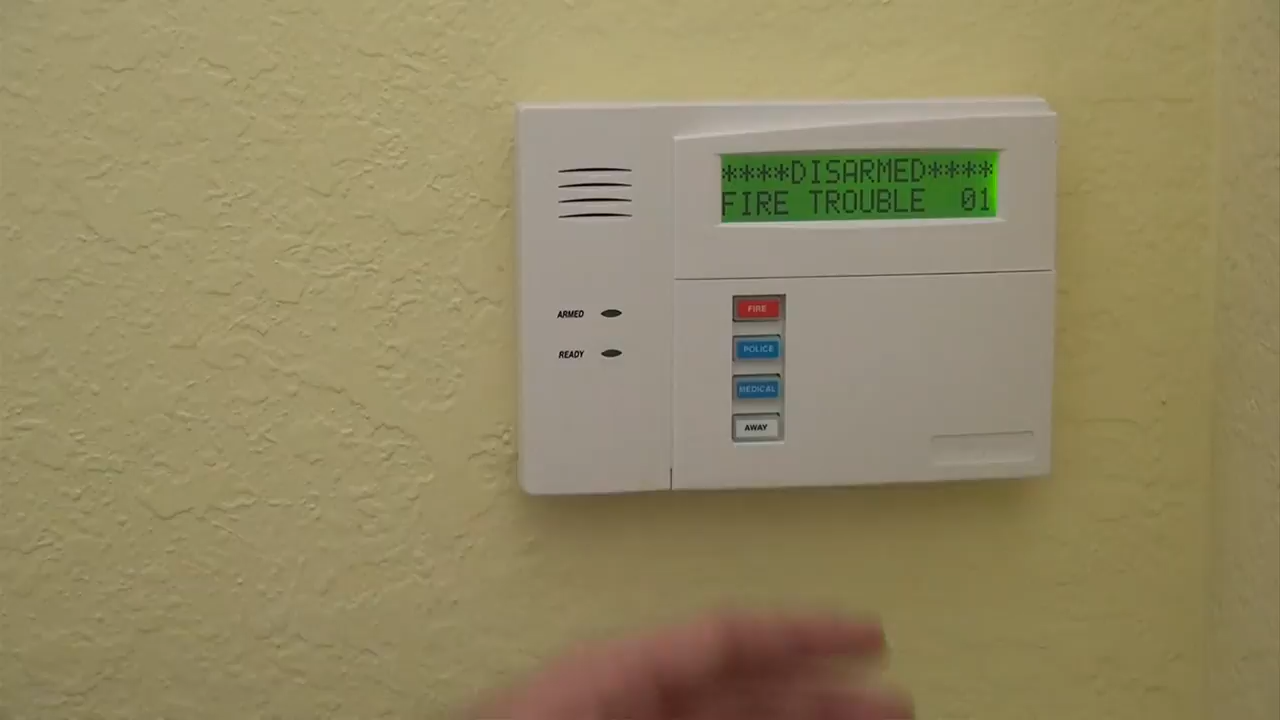 ****DISARMED****
FIRE TROUBLE 01
ARMED
READY
FIRE
POLICE
MEDICAL
AWAY